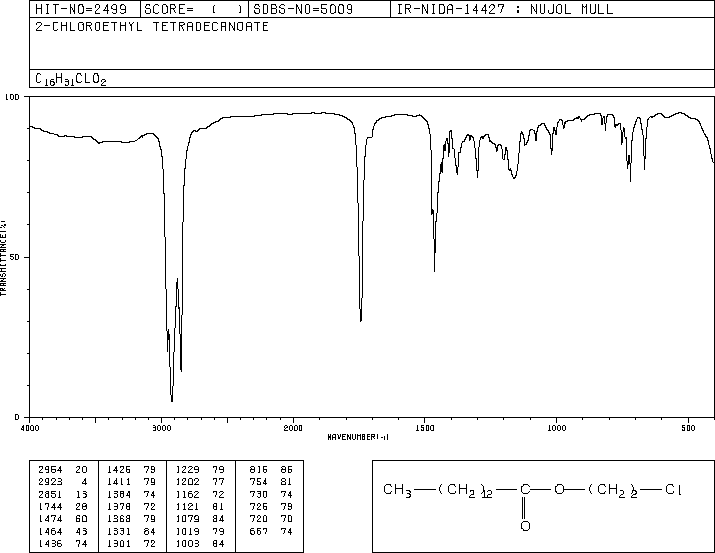 HIT-NO=2499 SCORE= ( ) SDBS-NO=5009 IR-NIDA-14427 : NUJOL MULL
2-CHLOROETHYL TETRADECANOATE
C16H31CLO2
100
50
0
TRANSMITTANCE(%)
4000 3000 2000 1500 1000 500
WAVENUMBER(-1)
2954 20 1426 79 1229 79 816 86
2923 4 1411 79 1202 77 754 81
2851 13 1384 74 1162 72 730 74
1744 28 1378 72 1121 81 726 79
1474 60 1368 79 1079 84 720 70
1464 43 1331 84 1019 79 667 74
1436 74 1301 72 1003 84
CH3—(CH2)12—C—O—(CH2)2—Cl
O